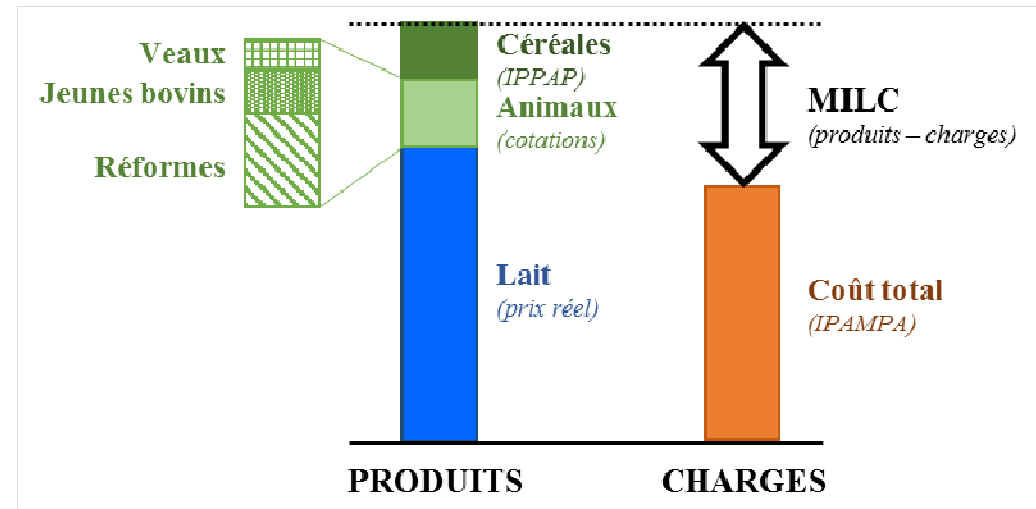 Veaux
Jeunes bovins
Réformes
Céréales
(IPPAP)
Animaux
(cotations)
Lait
(prix réel)
MILC
(produits – charges)
Coût total
(IPAMPA)
PRODUITS
CHARGES